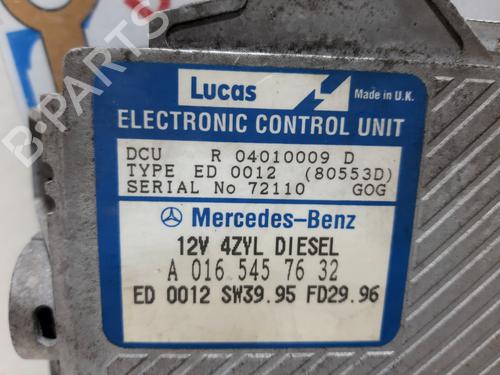 Lucas
Made in U.K.
ELECTRONIC CONTROL UNIT
DCU R 04010009 D
TYPE ED 0012 (80553D)
SERIAL No 72110 GOG
Mercedes-Benz
12V 4ZYL DIESEL
A 016 545 76 32
ED 0012 SW39.95 FD29.96
B-PARTS